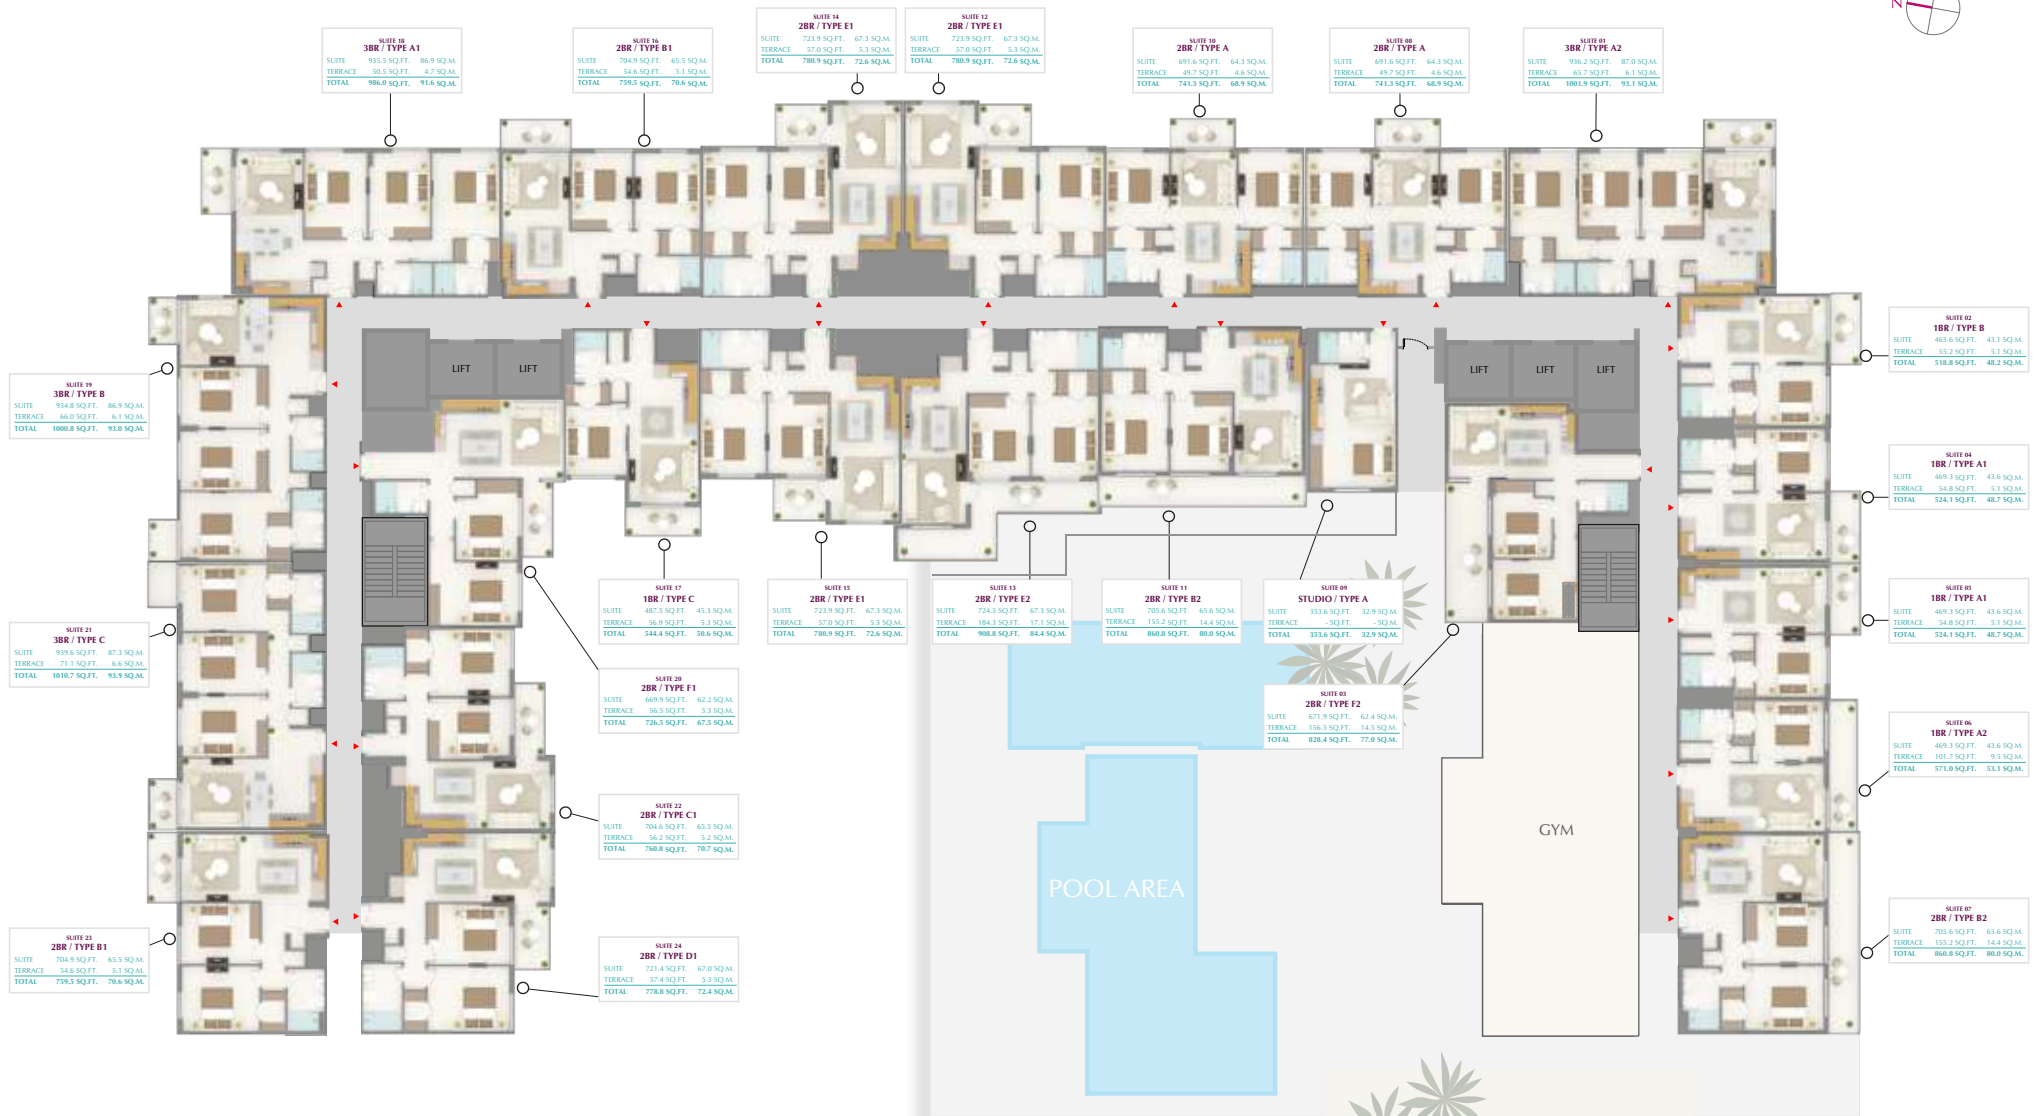 SUITE 14
2BR / TYPE E1
SUITE 723.9 SQ.FT. 67.3 SQ.M.
TERRACE 57.0 SQ.FT. 5.3 SQ.M.
TOTAL 780.9 SQ.FT. 72.6 SQ.M.
SUITE 12
2BR / TYPE E1
SUITE 723.9 SQ.FT. 67.3 SQ.M.
TERRACE 57.0 SQ.FT. 5.3 SQ.M.
TOTAL 780.9 SQ.FT. 72.6 SQ.M.
N
SUITE 18
3BR / TYPE A1
SUITE 935.5 SQ.FT. 86.9 SQ.M.
TERRACE 50.5 SQ.FT. 4.7 SQ.M.
TOTAL 986.0 SQ.FT. 91.6 SQ.M.
SUITE 16
2BR / TYPE B1
SUITE 704.9 SQ.FT. 65.5 SQ.M.
TERRACE 54.6 SQ.FT. 5.1 SQ.M.
TOTAL 759.5 SQ.FT. 70.6 SQ.M.
SUITE 10
2BR / TYPE A
SUITE 691.6 SQ.FT. 64.3 SQ.M.
TERRACE 49.7 SQ.FT. 4.6 SQ.M.
TOTAL 741.3 SQ.FT. 68.9 SQ.M.
SUITE 08
2BR / TYPE A
SUITE 691.6 SQ.FT. 64.3 SQ.M.
TERRACE 49.7 SQ.FT. 4.6 SQ.M.
TOTAL 741.3 SQ.FT. 68.9 SQ.M.
SUITE 01
3BR / TYPE A2
SUITE 936.2 SQ.FT. 87.0 SQ.M.
TERRACE 65.7 SQ.FT. 6.1 SQ.M.
TOTAL 1001.9 SQ.FT. 93.1 SQ.M.
SUITE 02
1BR / TYPE B
SUITE 463.6 SQ.FT. 43.1 SQ.M.
TERRACE 55.2 SQ.FT. 5.1 SQ.M.
TOTAL 518.8 SQ.FT. 48.2 SQ.M.
LIFT
LIFT
LIFT
LIFT
LIFT
SUITE 19
3BR / TYPE B
SUITE 934.8 SQ.FT. 86.9 SQ.M.
TERRACE 66.0 SQ.FT. 6.1 SQ.M.
TOTAL 1000.8 SQ.FT. 93.0 SQ.M.
SUITE 04
1BR / TYPE A1
SUITE 469.3 SQ.FT. 43.6 SQ.M.
TERRACE 54.8 SQ.FT. 5.1 SQ.M.
TOTAL 524.1 SQ.FT. 48.7 SQ.M.
SUITE 17
1BR / TYPE C
SUITE 487.5 SQ.FT. 45.3 SQ.M.
TERRACE 56.9 SQ.FT. 5.3 SQ.M.
TOTAL 544.4 SQ.FT. 50.6 SQ.M.
SUITE 15
2BR / TYPE E1
SUITE 723.9 SQ.FT. 67.3 SQ.M.
TERRACE 57.0 SQ.FT. 5.3 SQ.M.
TOTAL 780.9 SQ.FT. 72.6 SQ.M.
SUITE 13
2BR / TYPE E2
SUITE 724.5 SQ.FT. 67.3 SQ.M.
TERRACE 184.3 SQ.FT. 17.1 SQ.M.
TOTAL 908.8 SQ.FT. 84.4 SQ.M.
SUITE 11
2BR / TYPE B2
SUITE 705.6 SQ.FT. 65.6 SQ.M.
TERRACE 155.2 SQ.FT. 14.4 SQ.M.
TOTAL 860.8 SQ.FT. 80.0 SQ.M.
SUITE 09
STUDIO / TYPE A
SUITE 353.6 SQ.FT. 32.9 SQ.M.
TERRACE - SQ.FT. - SQ.M.
TOTAL 353.6 SQ.FT. 32.9 SQ.M.
SUITE 05
1BR / TYPE A1
SUITE 469.3 SQ.FT. 43.6 SQ.M.
TERRACE 54.8 SQ.FT. 5.1 SQ.M.
TOTAL 524.1 SQ.FT. 48.7 SQ.M.
SUITE 21
3BR / TYPE C
SUITE 939.6 SQ.FT. 87.3 SQ.M.
TERRACE 71.1 SQ.FT. 6.6 SQ.M.
TOTAL 1010.7 SQ.FT. 93.9 SQ.M.
SUITE 20
2BR / TYPE F1
SUITE 669.9 SQ.FT. 62.2 SQ.M.
TERRACE 56.5 SQ.FT. 5.3 SQ.M.
TOTAL 726.5 SQ.FT. 67.5 SQ.M.
SUITE 03
2BR / TYPE F2
SUITE 671.9 SQ.FT. 62.4 SQ.M.
TERRACE 156.5 SQ.FT. 14.5 SQ.M.
TOTAL 828.4 SQ.FT. 77.0 SQ.M.
SUITE 06
1BR / TYPE A2
SUITE 469.3 SQ.FT. 43.6 SQ.M.
TERRACE 101.7 SQ.FT. 9.5 SQ.M.
TOTAL 571.0 SQ.FT. 53.1 SQ.M.
SUITE 22
2BR / TYPE C1
SUITE 704.6 SQ.FT. 65.5 SQ.M.
TERRACE 56.2 SQ.FT. 5.2 SQ.M.
TOTAL 760.8 SQ.FT. 70.7 SQ.M.
GYM
POOL AREA
SUITE 07
2BR / TYPE B2
SUITE 705.6 SQ.FT. 65.6 SQ.M.
TERRACE 155.2 SQ.FT. 14.4 SQ.M.
TOTAL 860.8 SQ.FT. 80.0 SQ.M.
SUITE 23
2BR / TYPE B1
SUITE 704.9 SQ.FT. 65.5 SQ.M.
TERRACE 54.6 SQ.FT. 5.1 SQ.M.
TOTAL 759.5 SQ.FT. 70.6 SQ.M.
SUITE 24
2BR / TYPE D1
SUITE 721.4 SQ.FT. 67.0 SQ.M.
TERRACE 57.4 SQ.FT. 5.3 SQ.M.
TOTAL 778.8 SQ.FT. 72.4 SQ.M.